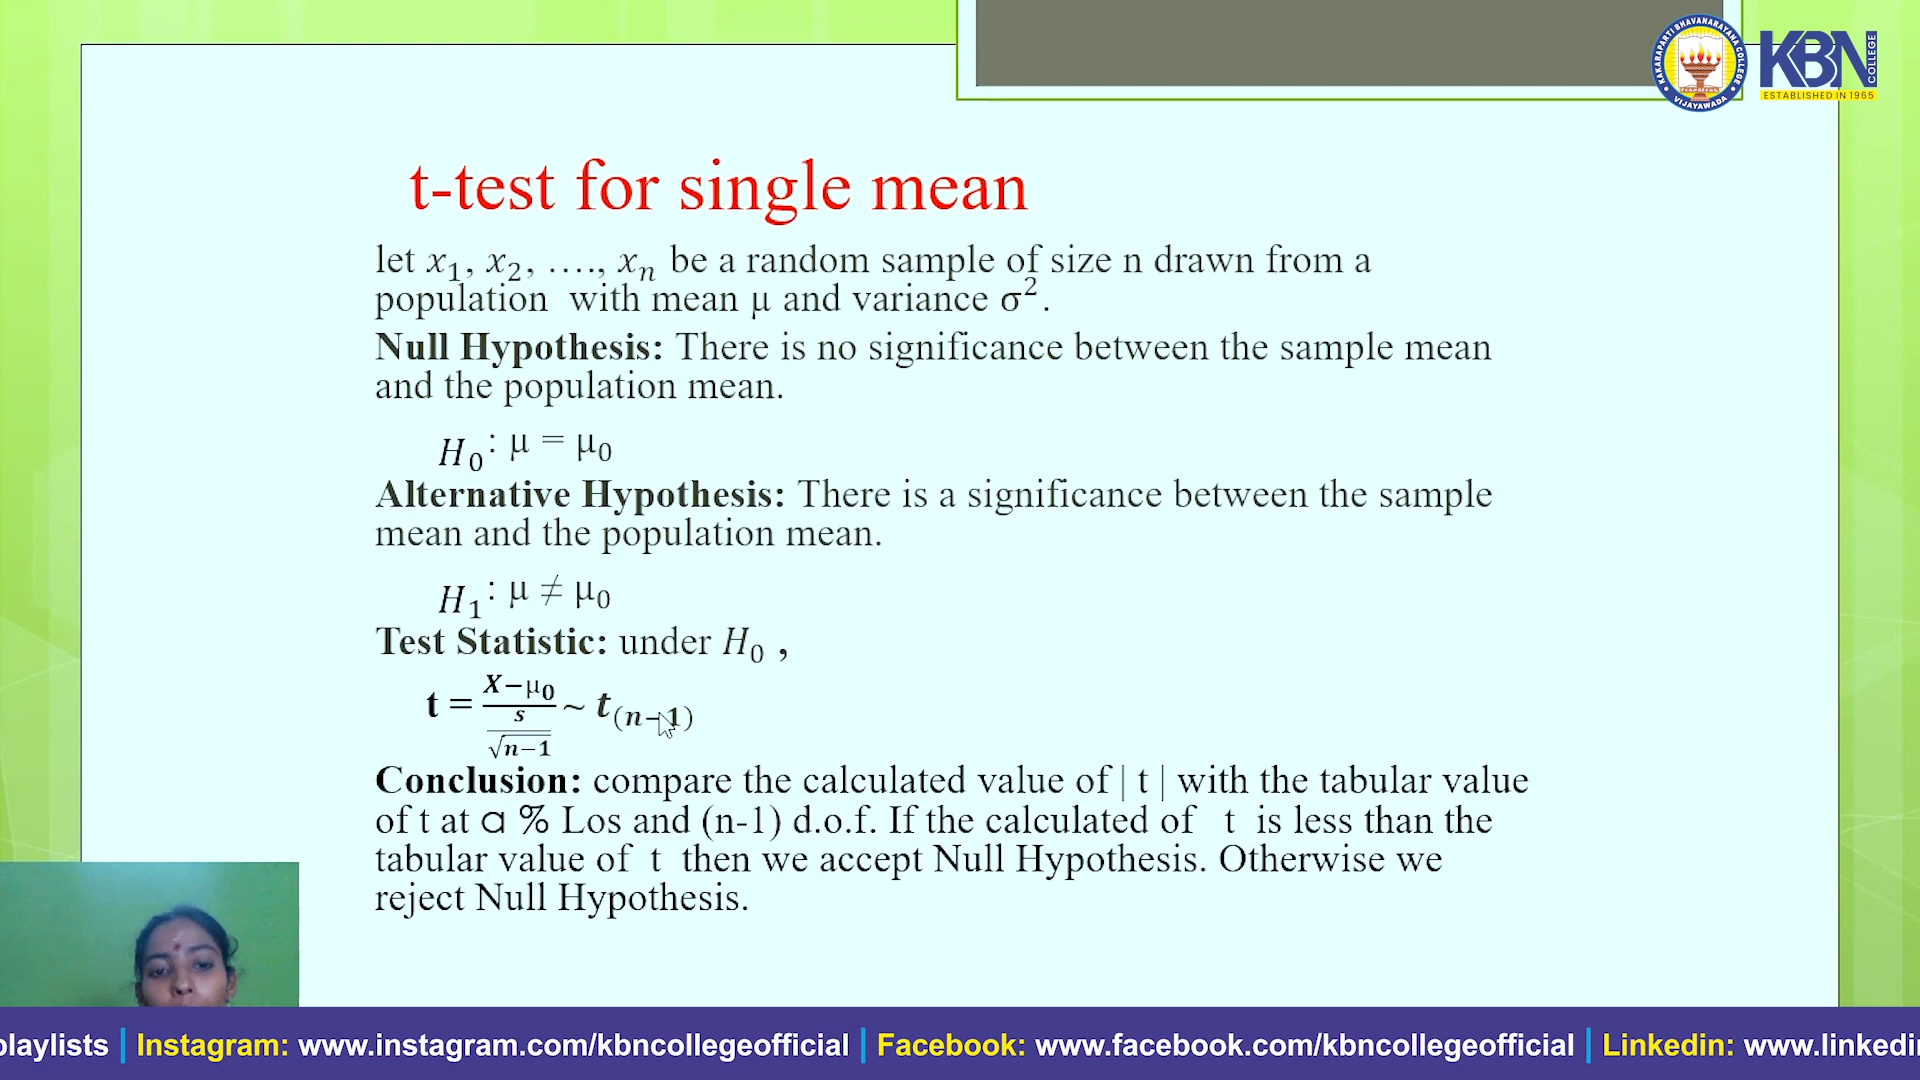 KAKARAPARTI BHAVANARAYANA COLLEGE
VIJAYAWADA
KBN
COLLEGE
ESTABLISHED IN 1965
t-test for single mean
let x₁, x₂, …., xₙ be a random sample of size n drawn from a
population with mean μ and variance σ².
Null Hypothesis: There is no significance between the sample mean
and the population mean.
H₀: μ = μ₀
Alternative Hypothesis: There is a significance between the sample
mean and the population mean.
H₁: μ ≠ μ₀
Test Statistic: under H₀ ,
t = (X−μ₀)/(s/√(n−1)) ~ t₍ₙ₋₁₎
Conclusion: compare the calculated value of | t | with the tabular value
of t at α % Los and (n-1) d.o.f. If the calculated of t is less than the
tabular value of t then we accept Null Hypothesis. Otherwise we
reject Null Hypothesis.
playlists | Instagram: www.instagram.com/kbncollegeofficial | Facebook: www.facebook.com/kbncollegeofficial | Linkedin: www.linkedi